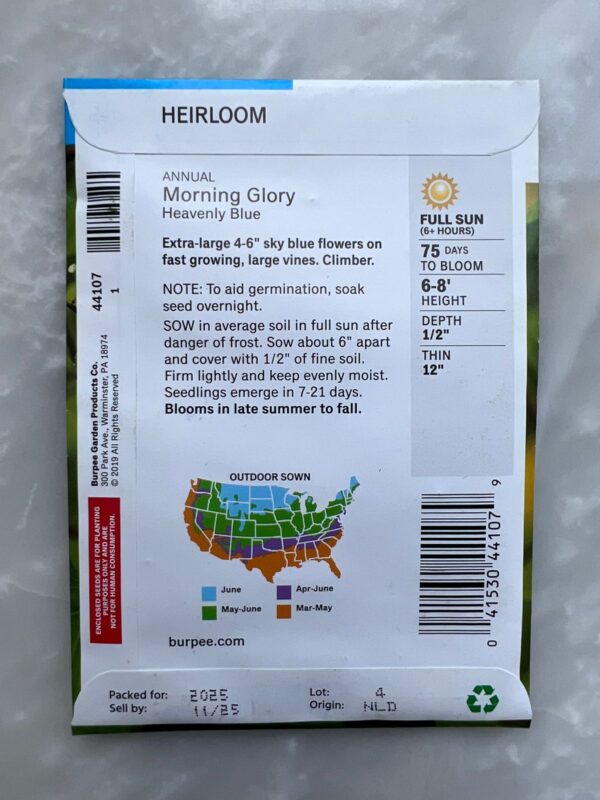 HEIRLOOM
ANNUAL
Morning Glory
Heavenly Blue
Extra-large 4-6" sky blue flowers on
fast growing, large vines. Climber.
NOTE: To aid germination, soak
seed overnight.
SOW in average soil in full sun after
danger of frost. Sow about 6" apart
and cover with 1/2" of fine soil.
Firm lightly and keep evenly moist.
Seedlings emerge in 7-21 days.
Blooms in late summer to fall.
FULL SUN
(6+ HOURS)
75 DAYS
TO BLOOM
6-8'
HEIGHT
DEPTH
1/2"
THIN
12"
44107
1
Burpee Garden Products Co.
300 Park Ave., Warminster, PA 18974
© 2019 All Rights Reserved
ENCLOSED SEEDS ARE FOR PLANTING
PURPOSES ONLY AND ARE
NOT FOR HUMAN CONSUMPTION.
OUTDOOR SOWN
June
Apr-June
May-June
Mar-May
burpee.com
0 41530 44107 9
Packed for: 2025
Sell by: 11/25
Lot: 4
Origin: NLD